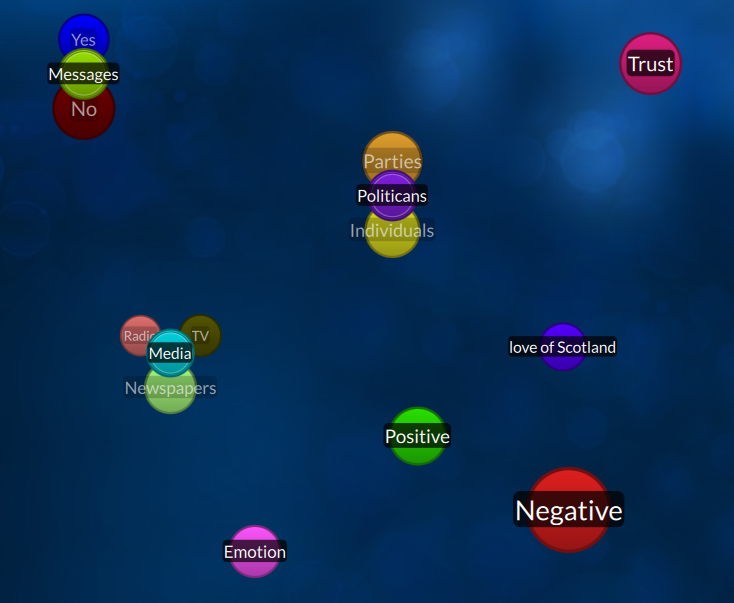 Yes
Messages
No
Trust
Parties
Politicans
Individuals
Radio
TV
Media
Newspapers
love of Scotland
Positive
Negative
Emotion